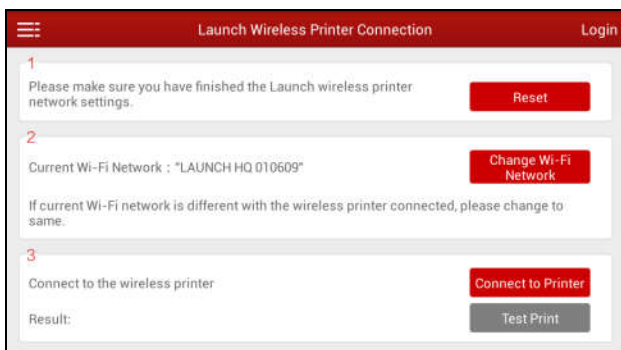 Launch Wireless Printer Connection
Login
1
Please make sure you have finished the Launch wireless printer
network settings.
Reset
2
Current Wi-Fi Network : "LAUNCH HQ 010609"
Change Wi-Fi
Network
If current Wi-Fi network is different with the wireless printer connected, please change to
same.
3
Connect to the wireless printer
Connect to Printer
Result:
Test Print